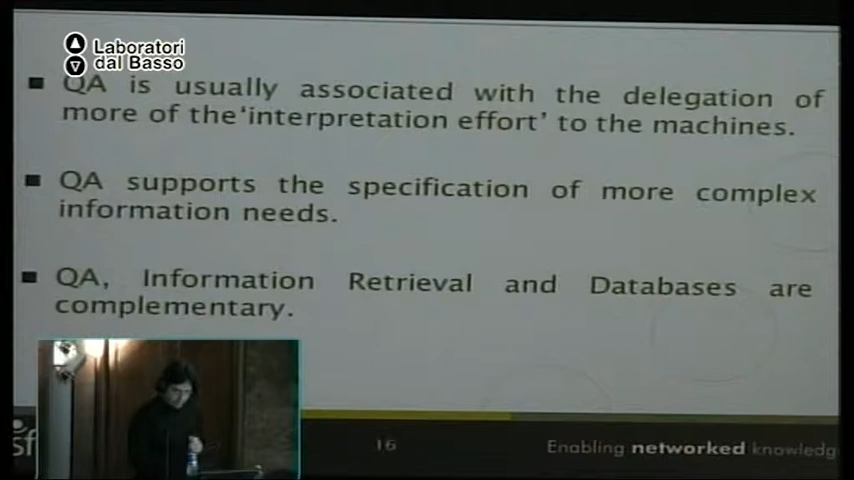 Laboratori
dal Basso
QA is usually associated with the delegation of
more of the'interpretation effort' to the machines.
QA supports the specification of more complex
information needs.
QA, Information Retrieval and Databases are
complementary.
sf
16
Enabling networked knowledg